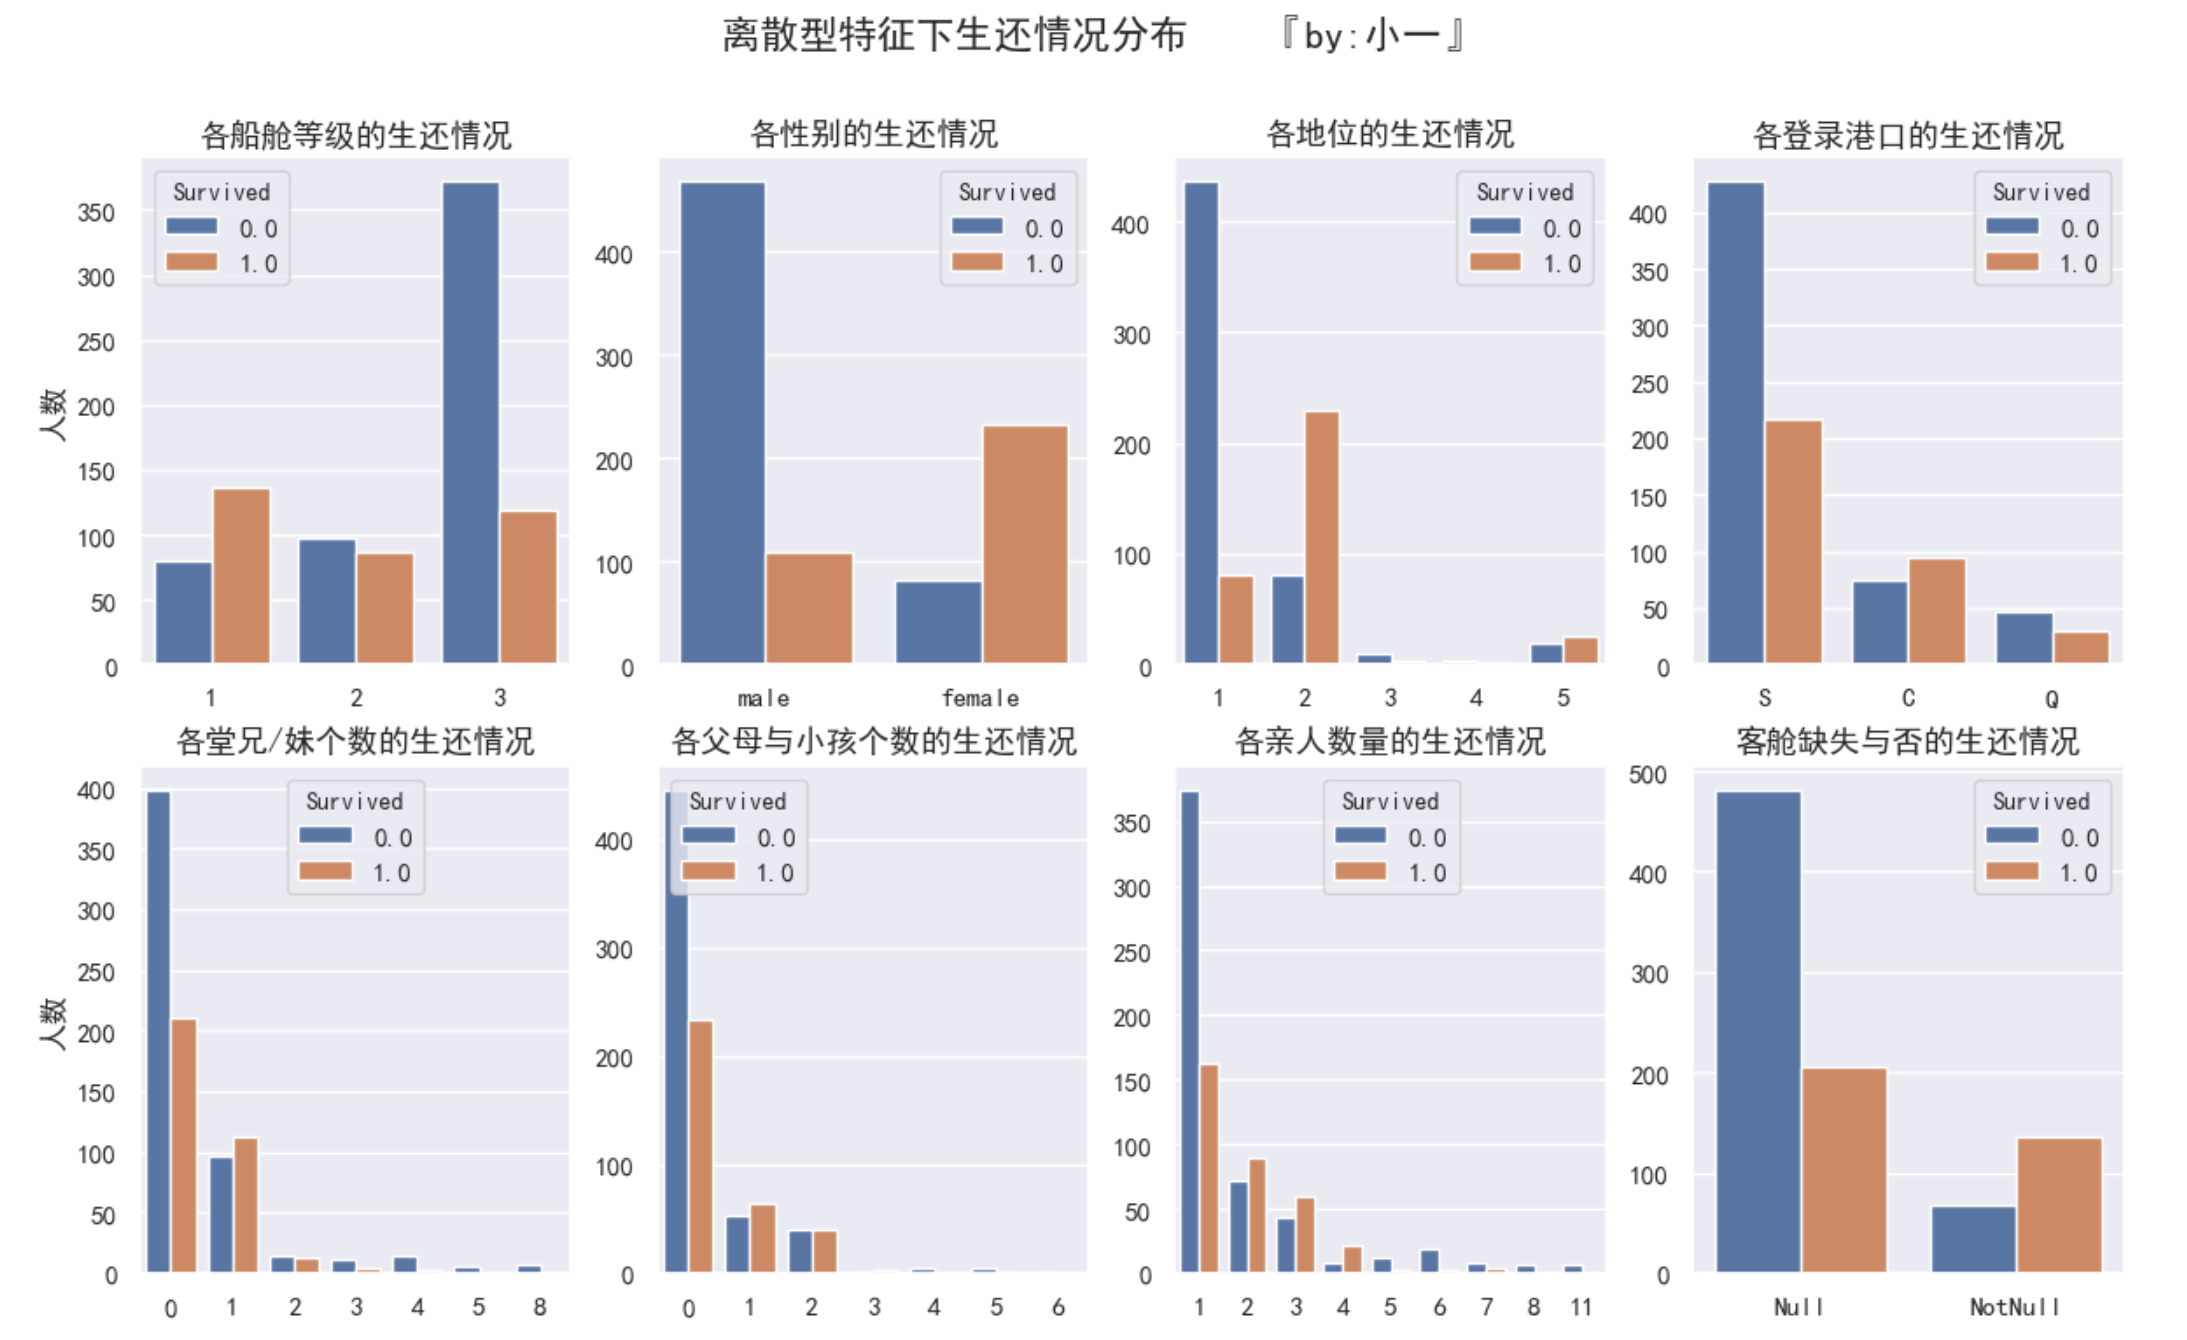 离散型特征下生还情况分布 『by:小一』
各船舱等级的生还情况
Survived
0.0
1.0
人数
350
300
250
200
150
100
50
0
1 2 3
各性别的生还情况
Survived
0.0
1.0
400
300
200
100
0
male female
各地位的生还情况
Survived
0.0
1.0
400
300
200
100
0
1 2 3 4 5
各登录港口的生还情况
Survived
0.0
1.0
400
350
300
250
200
150
100
50
0
S C Q
各堂兄/妹个数的生还情况
Survived
0.0
1.0
人数
400
350
300
250
200
150
100
50
0
0 1 2 3 4 5 8
各父母与小孩个数的生还情况
Survived
0.0
1.0
400
300
200
100
0
0 1 2 3 4 5 6
各亲人数量的生还情况
Survived
0.0
1.0
350
300
250
200
150
100
50
0
1 2 3 4 5 6 7 8 11
客舱缺失与否的生还情况
Survived
0.0
1.0
500
400
300
200
100
0
Null NotNull